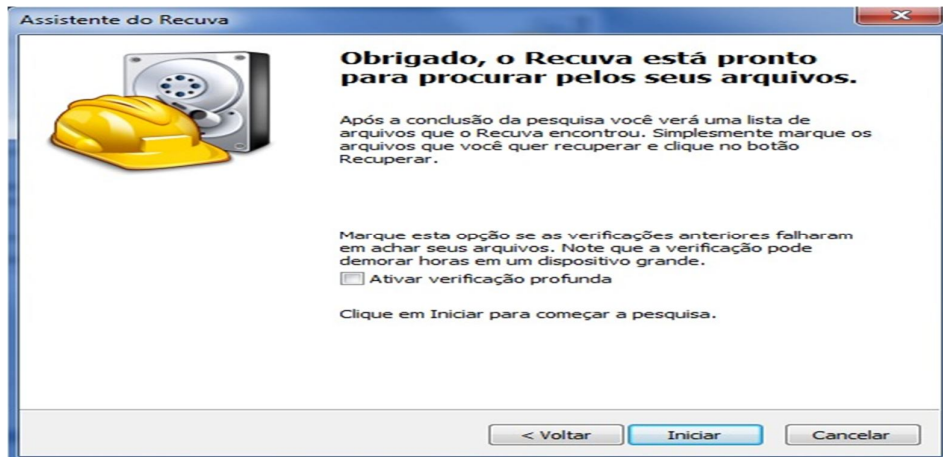 Assistente do Recuva
Obrigado, o Recuva está pronto
para procurar pelos seus arquivos.
Após a conclusão da pesquisa você verá uma lista de
arquivos que o Recuva encontrou. Simplesmente marque os
arquivos que você quer recuperar e clique no botão
Recuperar.
Marque esta opção se as verificações anteriores falharam
em achar seus arquivos. Note que a verificação pode
demorar horas em um dispositivo grande.
Ativar verificação profunda
Clique em Iniciar para começar a pesquisa.
< Voltar Iniciar Cancelar